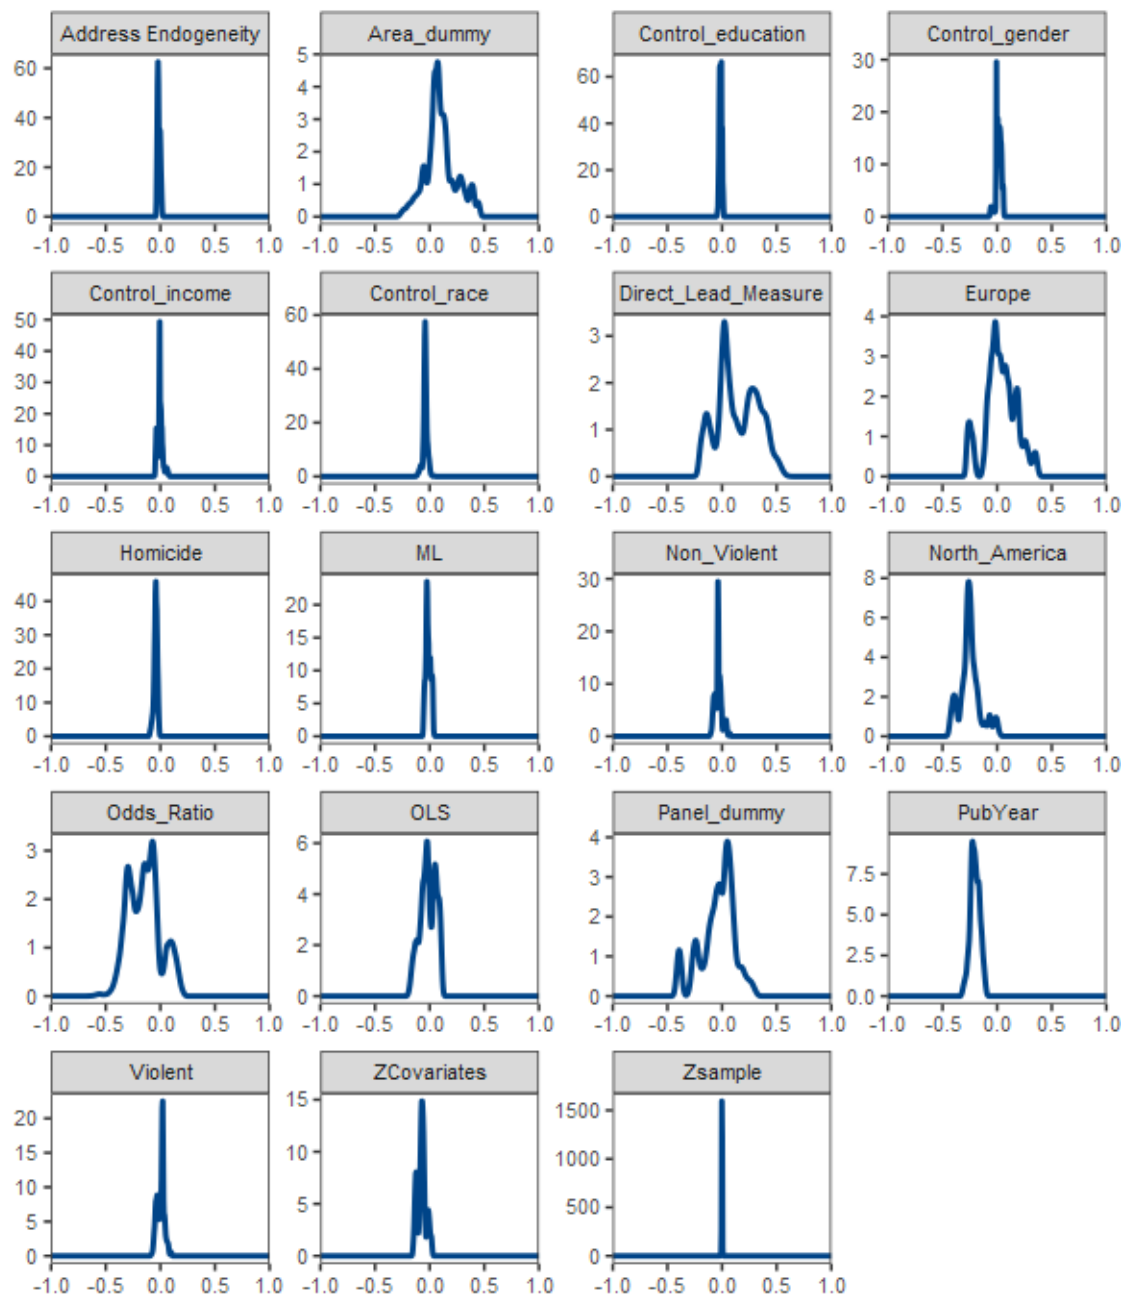 Address Endogeneity Area_dummy Control_education Control_gender
60 5 60 30
40 4 40 20
20 3 20 10
0 2 0 0
1
0
-1.0 -0.5 0.0 0.5 1.0 -1.0 -0.5 0.0 0.5 1.0 -1.0 -0.5 0.0 0.5 1.0 -1.0 -0.5 0.0 0.5 1.0
Control_income Control_race Direct_Lead_Measure Europe
50 60 3 4
40 40 2 3
30 20 1 2
20 0 0 1
10 0
0
-1.0 -0.5 0.0 0.5 1.0 -1.0 -0.5 0.0 0.5 1.0 -1.0 -0.5 0.0 0.5 1.0 -1.0 -0.5 0.0 0.5 1.0
Homicide ML Non_Violent North_America
40 20 30 8
30 15 20 6
20 10 10 4
10 5 0 2
0 0 0
-1.0 -0.5 0.0 0.5 1.0 -1.0 -0.5 0.0 0.5 1.0 -1.0 -0.5 0.0 0.5 1.0 -1.0 -0.5 0.0 0.5 1.0
Odds_Ratio OLS Panel_dummy PubYear
3 6 4 7.5
2 4 3 5.0
1 2 2 2.5
0 0 1 0.0
0
-1.0 -0.5 0.0 0.5 1.0 -1.0 -0.5 0.0 0.5 1.0 -1.0 -0.5 0.0 0.5 1.0 -1.0 -0.5 0.0 0.5 1.0
Violent ZCovariates Zsample
20 15 1500
15 10 1000
10 5 500
5 0 0
0
-1.0 -0.5 0.0 0.5 1.0 -1.0 -0.5 0.0 0.5 1.0 -1.0 -0.5 0.0 0.5 1.0